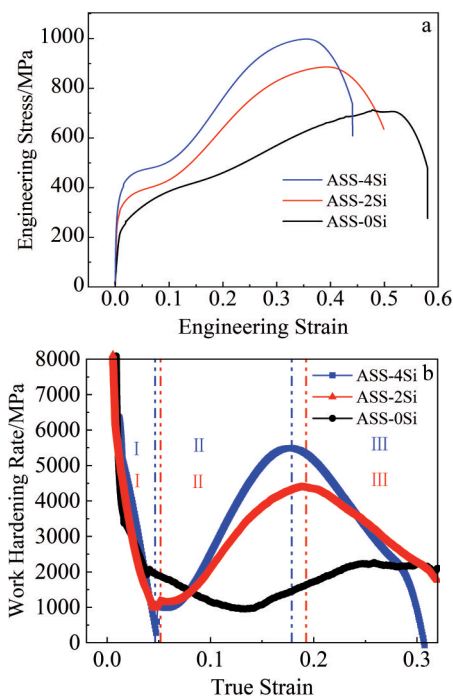 a
Engineering Stress/MPa
1000
800
600
400
200
0
ASS-4Si
ASS-2Si
ASS-0Si
0.0 0.1 0.2 0.3 0.4 0.5 0.6
Engineering Strain
b
Work Hardening Rate/MPa
8000
7000
6000
5000
4000
3000
2000
1000
0
ASS-4Si
ASS-2Si
ASS-0Si
I II III
I II III
0.0 0.1 0.2 0.3
True Strain